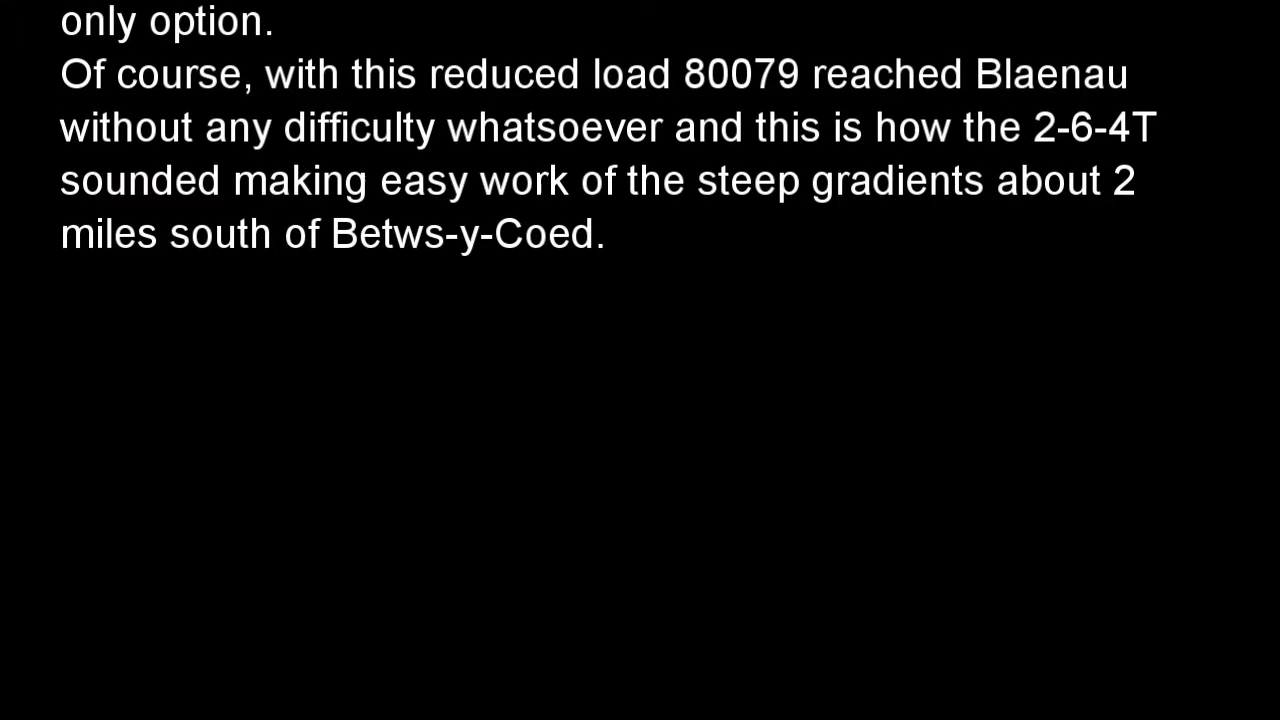 only option.
Of course, with this reduced load 80079 reached Blaenau
without any difficulty whatsoever and this is how the 2-6-4T
sounded making easy work of the steep gradients about 2
miles south of Betws-y-Coed.